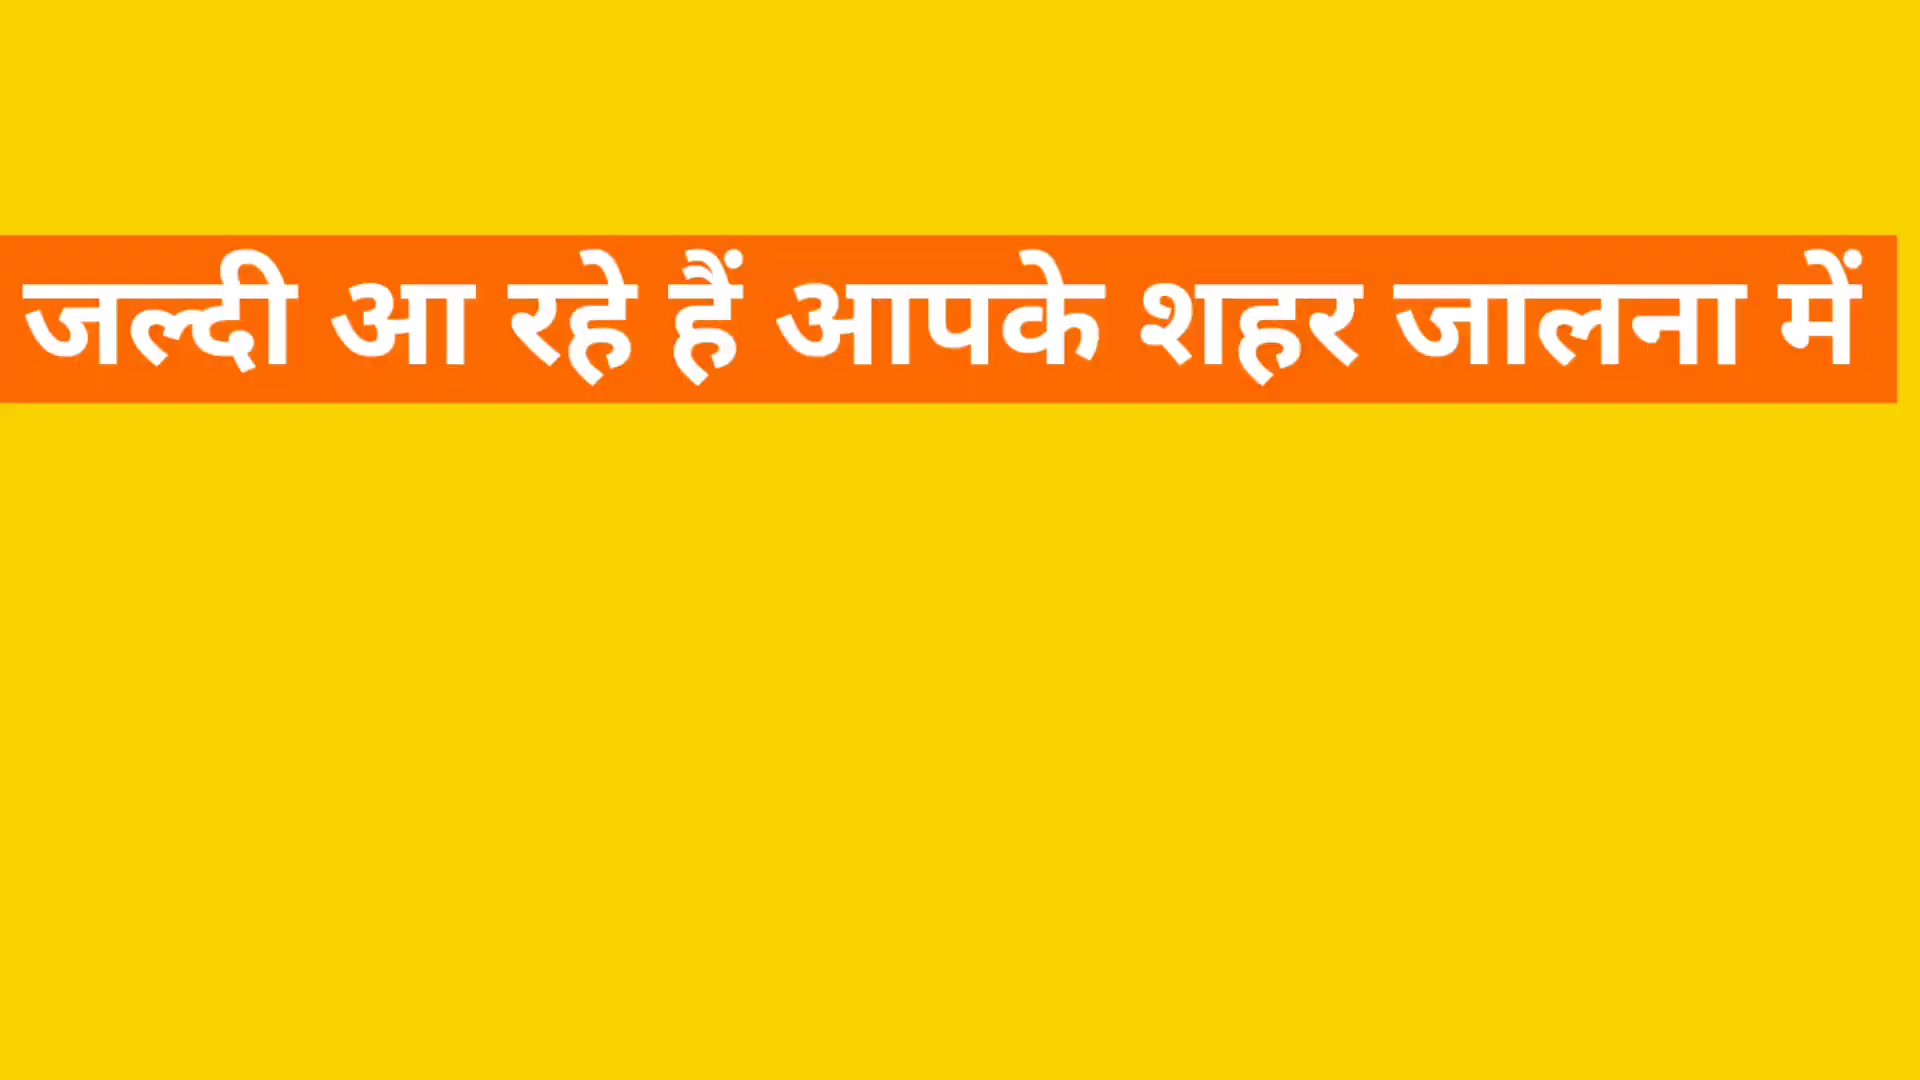 जल्दी आ रहे हैं आपके शहर जालना में